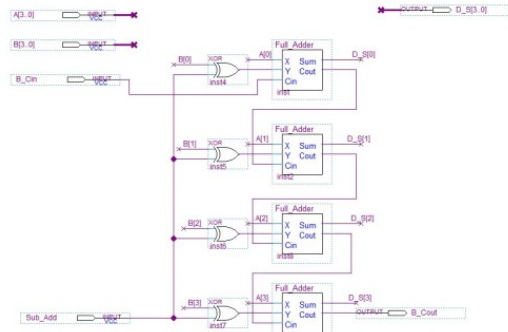 A[3..0] INPUT VCC
OUTPUT D_S[3..0]
B[3..0] INPUT VCC
B_Cin INPUT VCC
B[0] XOR inst4 A[0] Full_Adder D_S[0]
X Sum
Y Cout
Cin
inst
B[1] XOR inst5 A[1] Full_Adder D_S[1]
X Sum
Y Cout
Cin
inst2
B[2] XOR inst6 A[2] Full_Adder D_S[2]
X Sum
Y Cout
Cin
B[3] XOR inst7 A[3] Full_Adder D_S[3]
X Sum
Y Cout
Cin
OUTPUT B_Cout
Sub_Add INPUT VCC